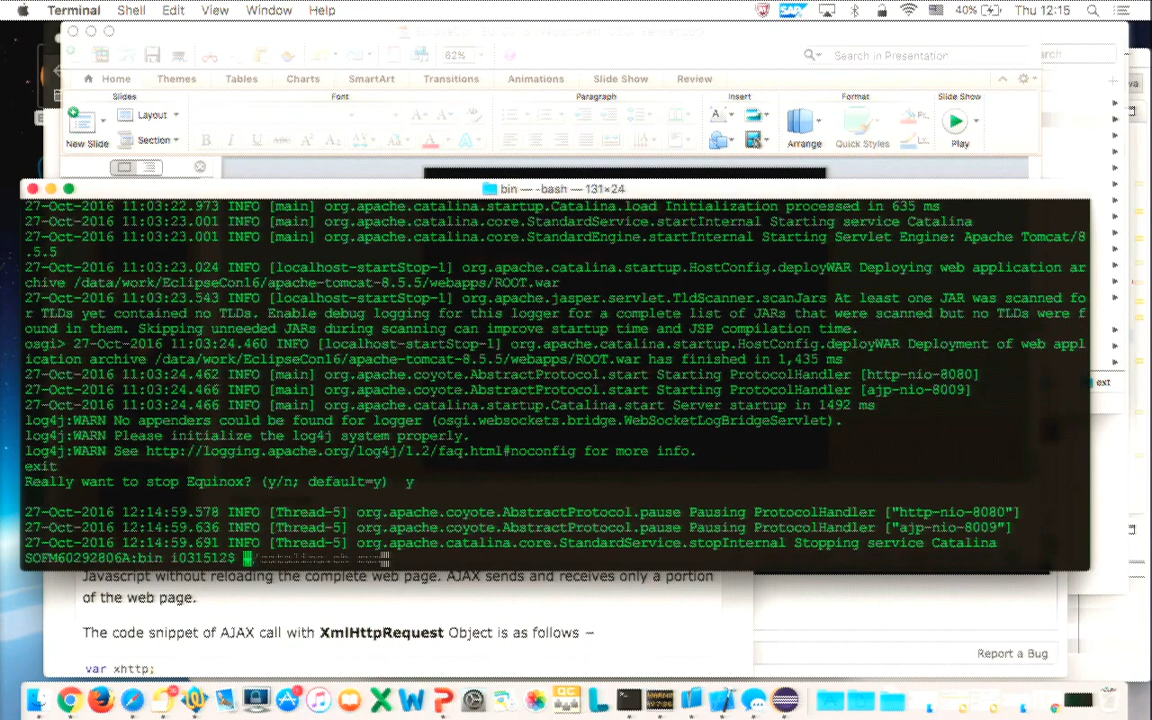 Terminal Shell Edit View Window Help
40% Thu 12:15
62%
Search in Presentation
Home Themes Tables Charts SmartArt Transitions Animations Slide Show Review
Slides Font Paragraph Insert Format Slide Show
Layout
Section
New Slide
Arrange Quick Styles Play
bin — -bash — 131×24
27-Oct-2016 11:03:22.973 INFO [main] org.apache.catalina.startup.Catalina.load Initialization processed in 635 ms
27-Oct-2016 11:03:23.001 INFO [main] org.apache.catalina.core.StandardService.startInternal Starting service Catalina
27-Oct-2016 11:03:23.001 INFO [main] org.apache.catalina.core.StandardEngine.startInternal Starting Servlet Engine: Apache Tomcat/8
.5.5
27-Oct-2016 11:03:23.024 INFO [localhost-startStop-1] org.apache.catalina.startup.HostConfig.deployWAR Deploying web application ar
chive /data/work/EclipseCon16/apache-tomcat-8.5.5/webapps/ROOT.war
27-Oct-2016 11:03:23.543 INFO [localhost-startStop-1] org.apache.jasper.servlet.TldScanner.scanJars At least one JAR was scanned fo
r TLDs yet contained no TLDs. Enable debug logging for this logger for a complete list of JARs that were scanned but no TLDs were f
ound in them. Skipping unneeded JARs during scanning can improve startup time and JSP compilation time.
osgi> 27-Oct-2016 11:03:24.460 INFO [localhost-startStop-1] org.apache.catalina.startup.HostConfig.deployWAR Deployment of web appl
ication archive /data/work/EclipseCon16/apache-tomcat-8.5.5/webapps/ROOT.war has finished in 1,435 ms
27-Oct-2016 11:03:24.462 INFO [main] org.apache.coyote.AbstractProtocol.start Starting ProtocolHandler [http-nio-8080]
27-Oct-2016 11:03:24.466 INFO [main] org.apache.coyote.AbstractProtocol.start Starting ProtocolHandler [ajp-nio-8009]
27-Oct-2016 11:03:24.466 INFO [main] org.apache.catalina.startup.Catalina.start Server startup in 1492 ms
log4j:WARN No appenders could be found for logger (osgi.websockets.bridge.WebSocketLogBridgeServlet).
log4j:WARN Please initialize the log4j system properly.
log4j:WARN See http://logging.apache.org/log4j/1.2/faq.html#noconfig for more info.
exit
Really want to stop Equinox? (y/n; default=y)  y
27-Oct-2016 12:14:59.578 INFO [Thread-5] org.apache.coyote.AbstractProtocol.pause Pausing ProtocolHandler ["http-nio-8080"]
27-Oct-2016 12:14:59.636 INFO [Thread-5] org.apache.coyote.AbstractProtocol.pause Pausing ProtocolHandler ["ajp-nio-8009"]
27-Oct-2016 12:14:59.691 INFO [Thread-5] org.apache.catalina.core.StandardService.stopInternal Stopping service Catalina
SOFM60292806A:bin i031512$
ext
Javascript without reloading the complete web page. AJAX sends and receives only a portion
of the web page.
The code snippet of AJAX call with XmlHttpRequest Object is as follows −
Report a Bug
var xhttp;